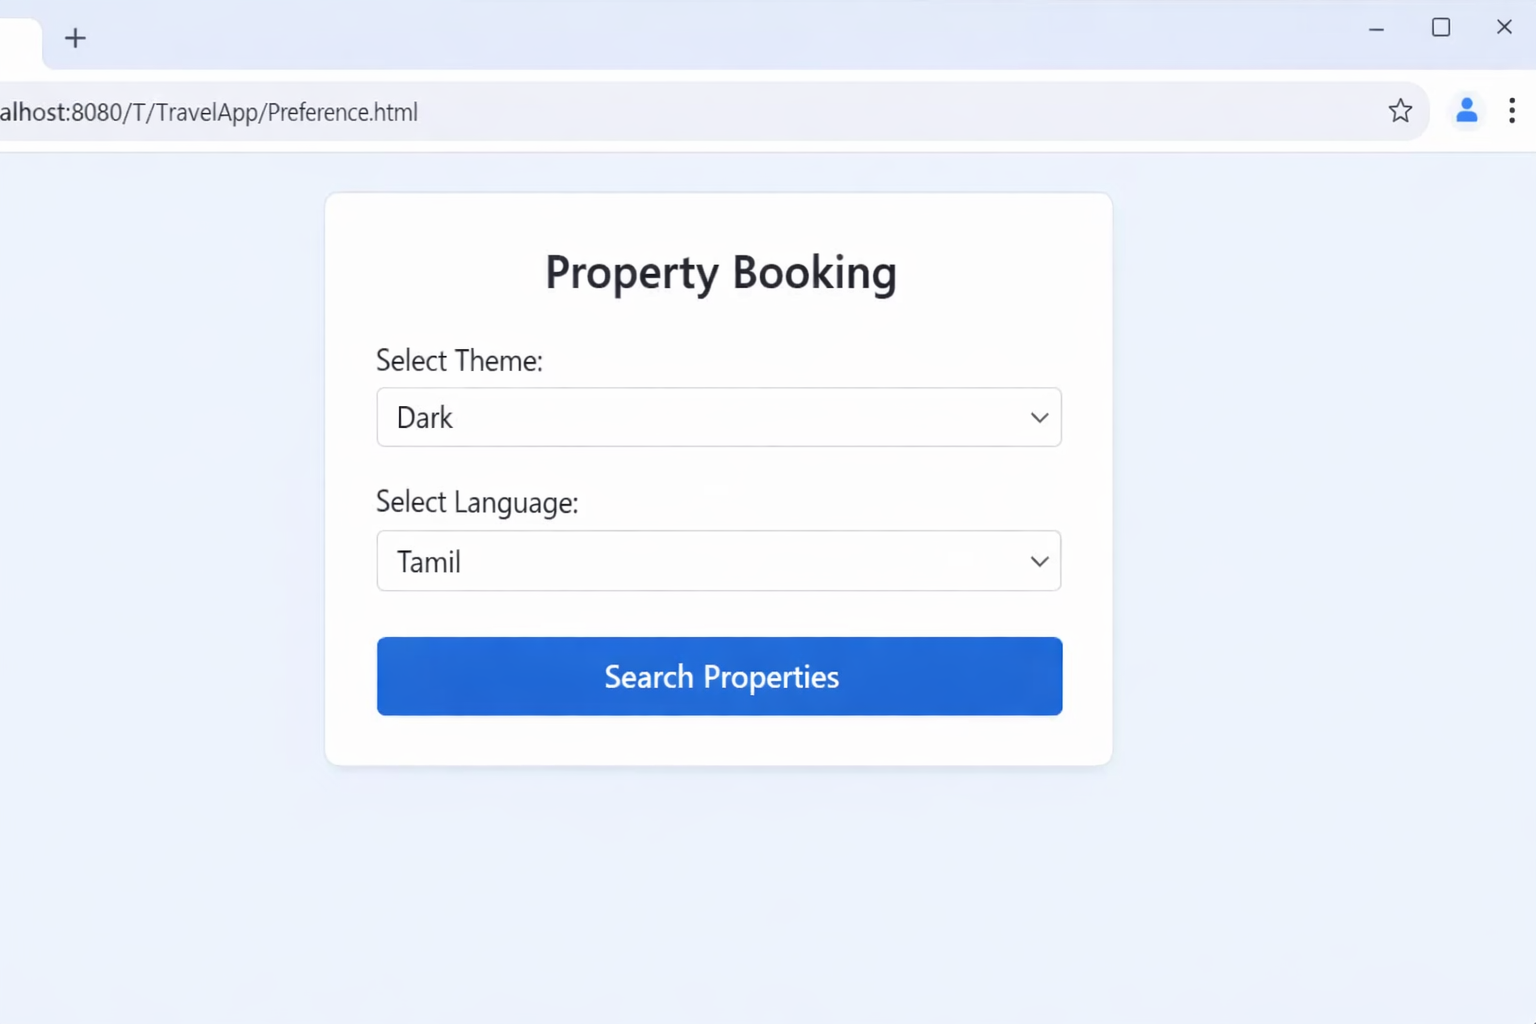 alhost:8080/T/TravelApp/Preference.html
Property Booking
Select Theme:
Dark
Select Language:
Tamil
Search Properties